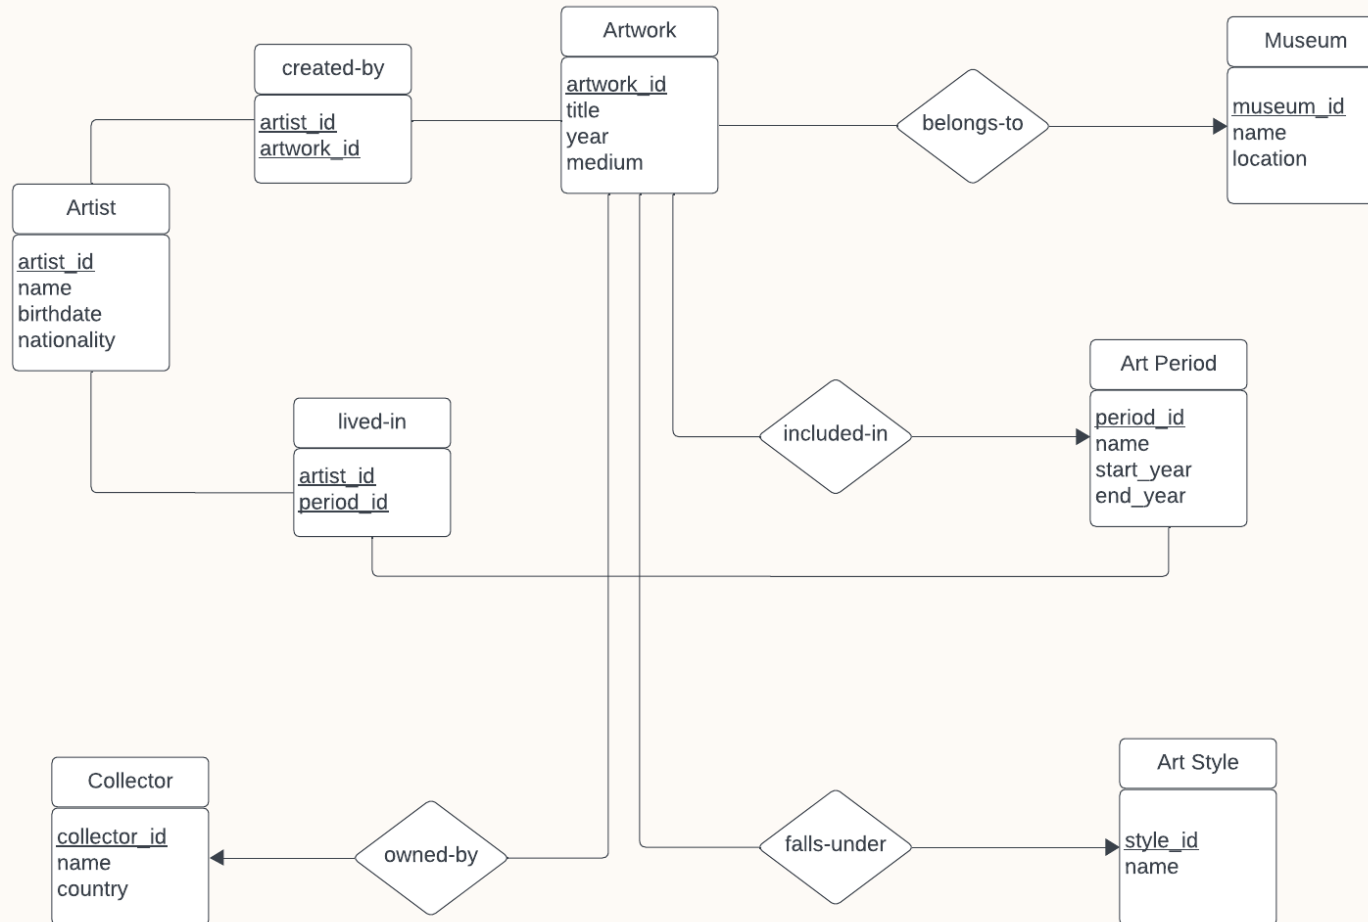 Artwork
artwork_id
title
year
medium
created-by
artist_id
artwork_id
belongs-to
Museum
museum_id
name
location
Artist
artist_id
name
birthdate
nationality
lived-in
artist_id
period_id
included-in
Art Period
period_id
name
start_year
end_year
Collector
collector_id
name
country
owned-by
falls-under
Art Style
style_id
name